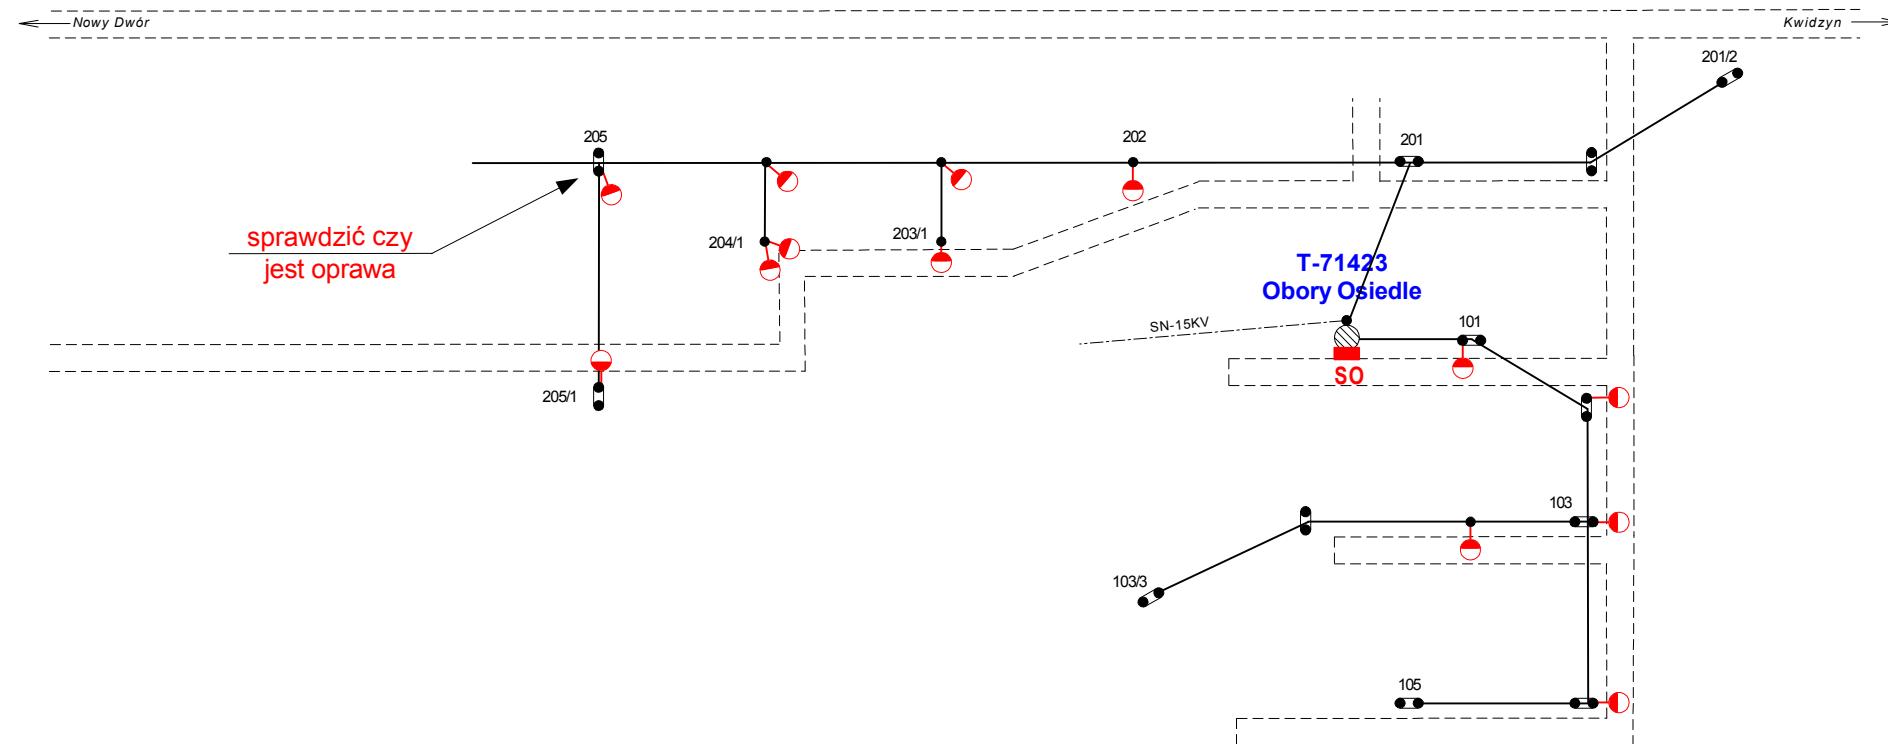 Nowy Dwór
Kwidzyn
201/2
205
202
201
sprawdzić czy
jest oprawa
204/1
203/1
T-71423
Obory Osiedle
SN-15KV
101
SO
205/1
103
103/3
105